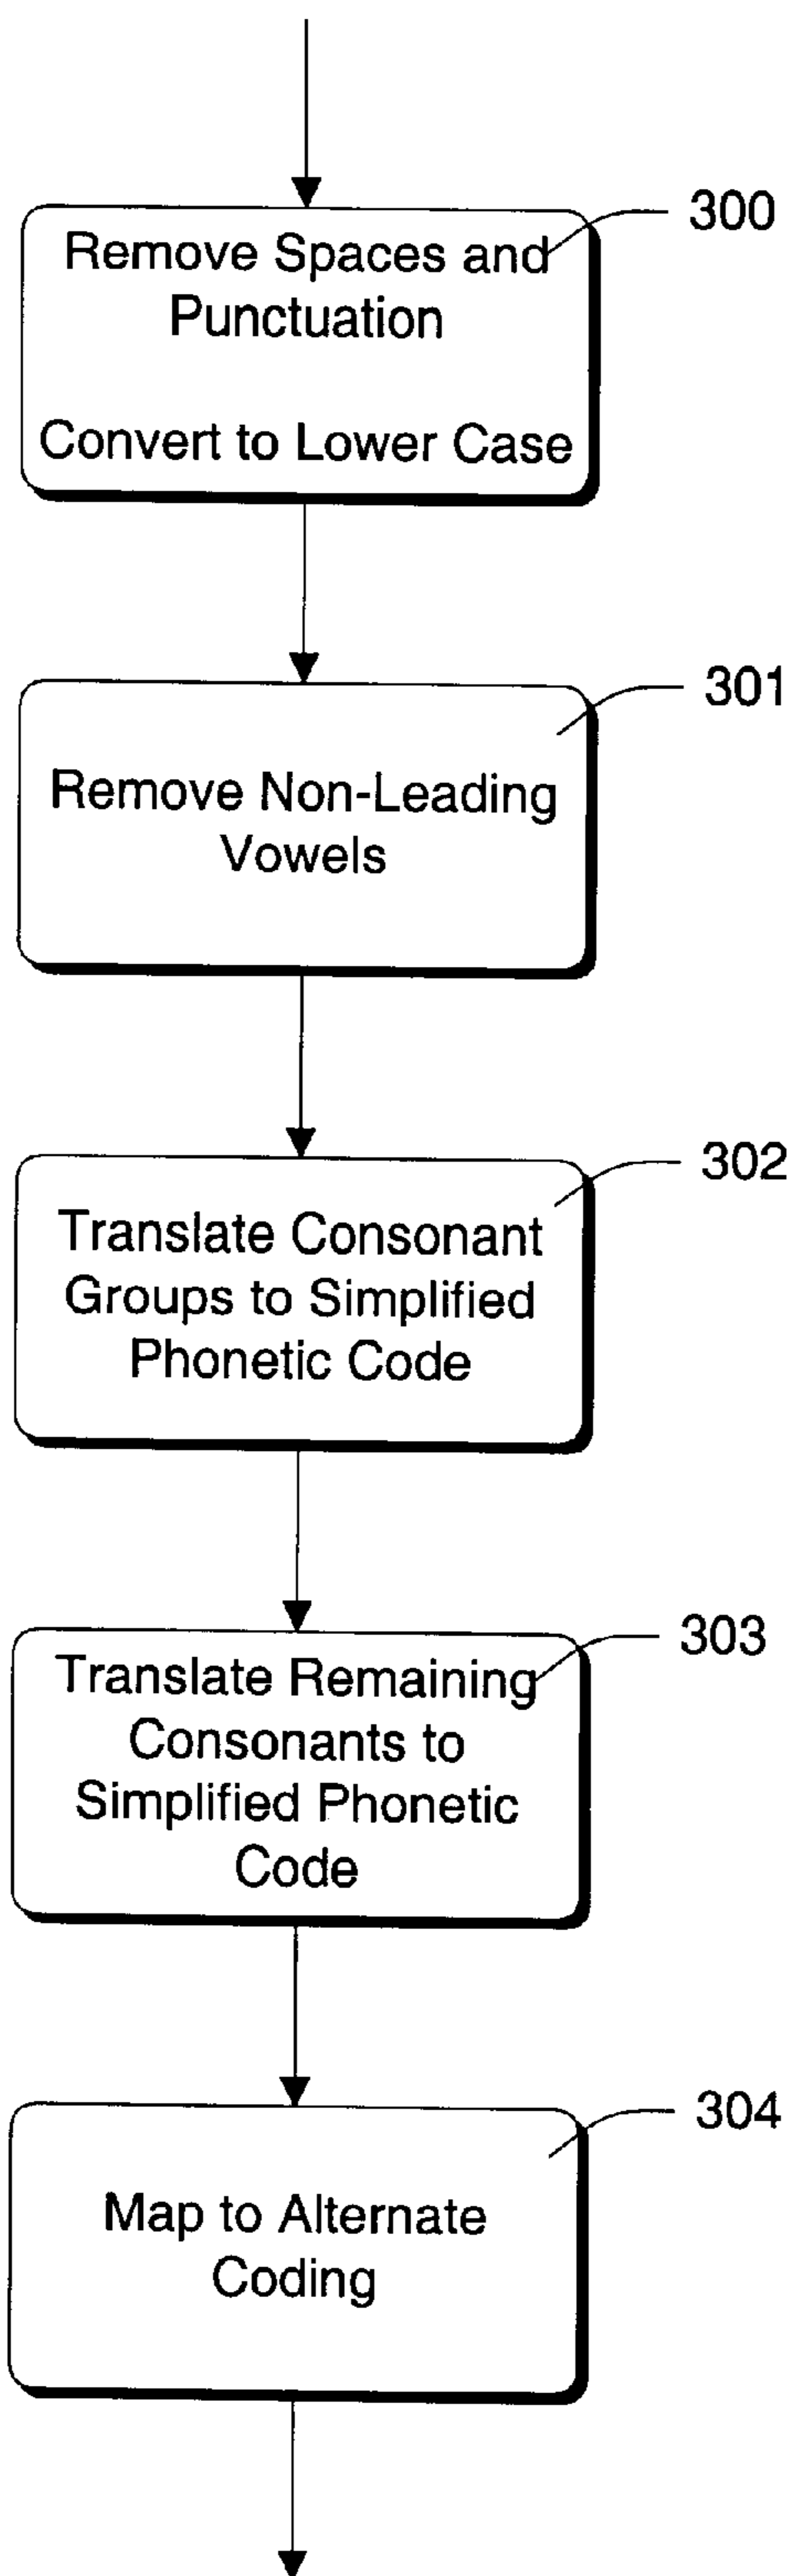 300
Remove Spaces and
Punctuation
Convert to Lower Case
301
Remove Non-Leading
Vowels
302
Translate Consonant
Groups to Simplified
Phonetic Code
303
Translate Remaining
Consonants to
Simplified Phonetic
Code
304
Map to Alternate
Coding